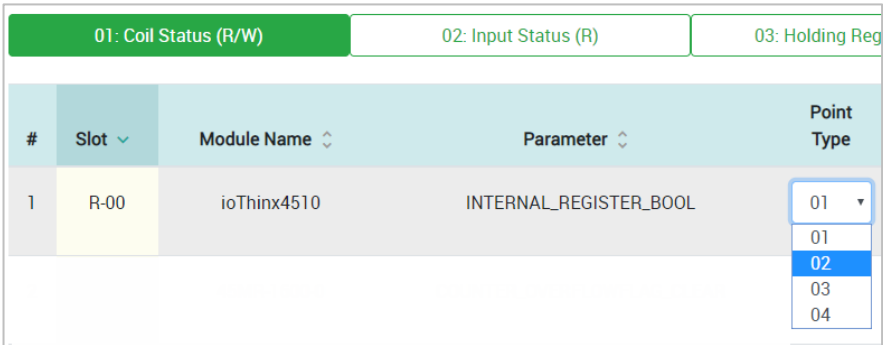 01: Coil Status (R/W) 02: Input Status (R) 03: Holding Reg
# Slot Module Name Parameter Point Type
1 R-00 ioThinx4510 INTERNAL_REGISTER_BOOL 01
01
02
03
04